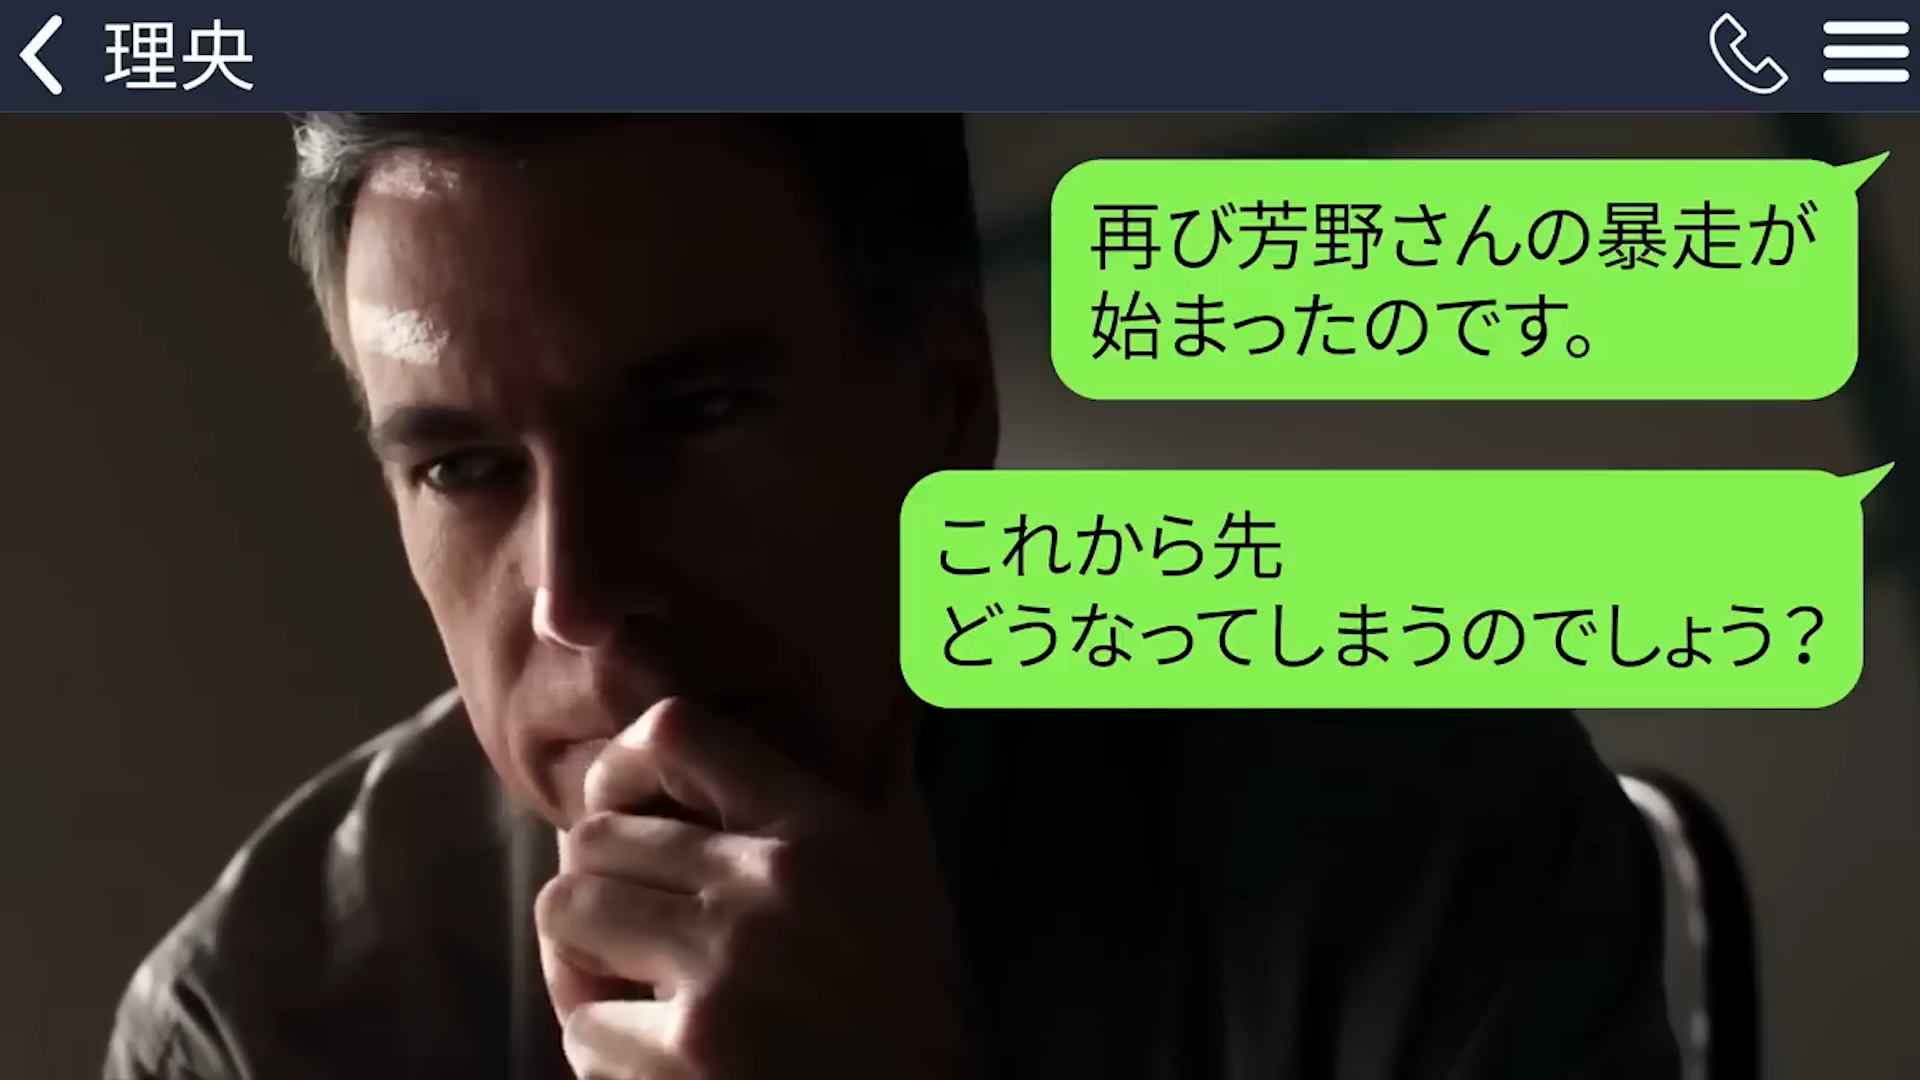 理央
再び芳野さんの暴走が
始まったのです。
これから先
どうなってしまうのでしょう？